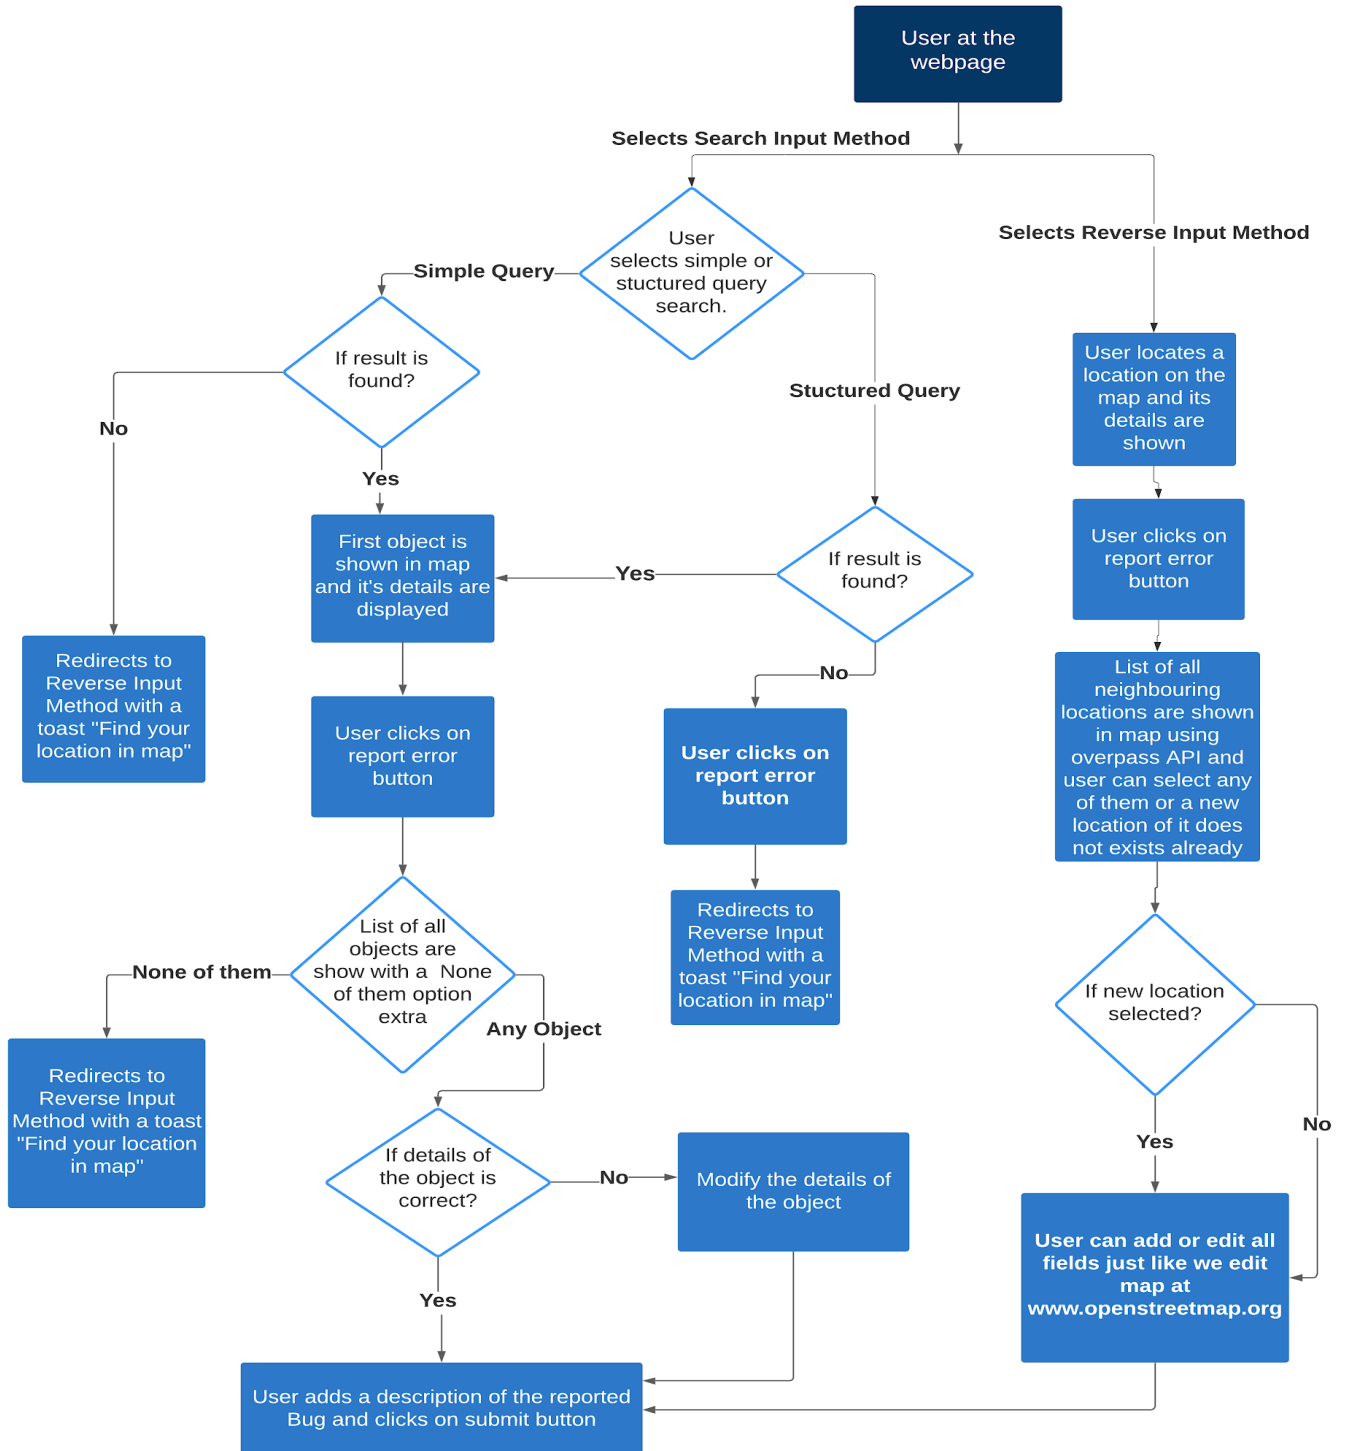 User at the
webpage
Selects Search Input Method
Selects Reverse Input Method
User
selects simple or
stuctured query
search.
Simple Query
Stuctured Query
If result is
found?
No
Yes
User locates a
location on the
map and its
details are
shown
First object is
shown in map
and it's details are
displayed
Yes
If result is
found?
No
User clicks on
report error
button
Redirects to
Reverse Input
Method with a
toast "Find your
location in map"
User clicks on
report error
button
User clicks on
report error
button
List of all
neighbouring
locations are shown
in map using
overpass API and
user can select any
of them or a new
location of it does
not exists already
List of all
objects are
show with a None
of them option
extra
None of them
Any Object
Redirects to
Reverse Input
Method with a
toast "Find your
location in map"
If new location
selected?
Yes
No
Redirects to
Reverse Input
Method with a toast
"Find your location
in map"
If details of
the object is
correct?
No
Modify the details of
the object
Yes
User can add or edit all
fields just like we edit
map at
www.openstreetmap.org
User adds a description of the reported
Bug and clicks on submit button